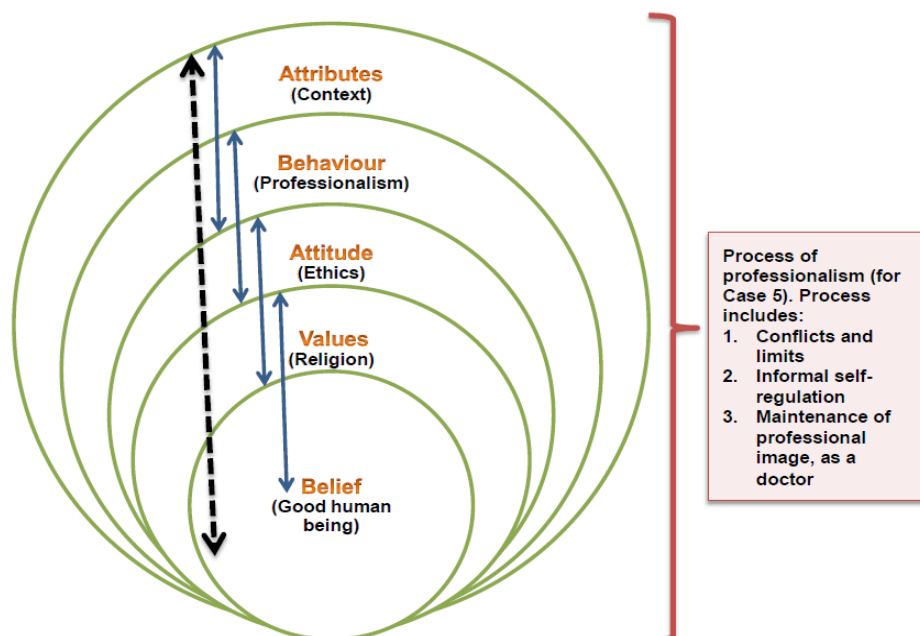 Attributes
(Context)
Behaviour
(Professionalism)
Attitude
(Ethics)
Values
(Religion)
Belief
(Good human
being)
Process of
professionalism (for
Case 5). Process
includes:
1. Conflicts and
limits
2. Informal self-
regulation
3. Maintenance of
professional
image, as a
doctor